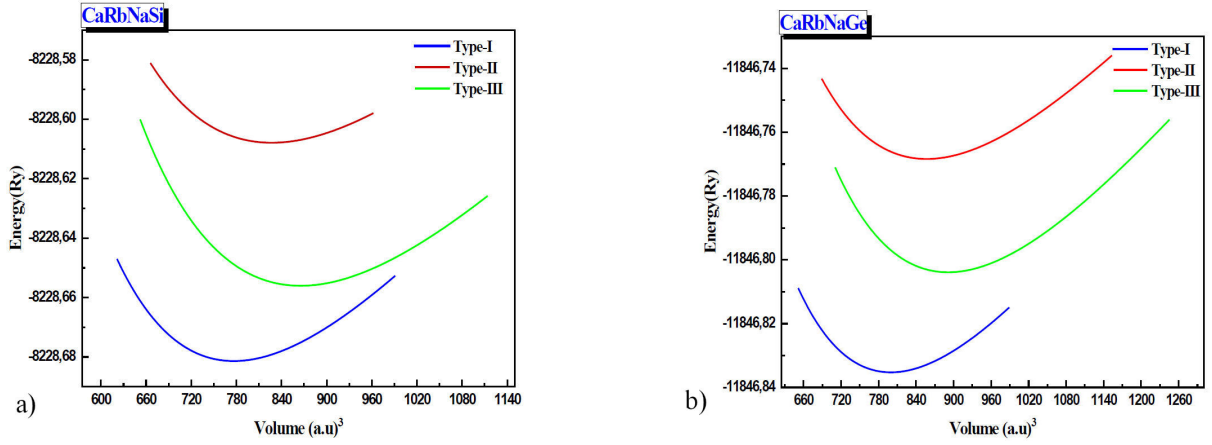 CaRbNaSi
Type-I
Type-II
Type-III
-8228,58
-8228,60
-8228,62
-8228,64
-8228,66
-8228,68
Energy(Ry)
600 660 720 780 840 900 960 1020 1080 1140
Volume (a.u)³
a)
CaRbNaGe
Type-I
Type-II
Type-III
-11846,74
-11846,76
-11846,78
-11846,80
-11846,82
-11846,84
Energy(Ry)
660 720 780 840 900 960 1020 1080 1140 1200 1260
Volume (a.u)³
b)